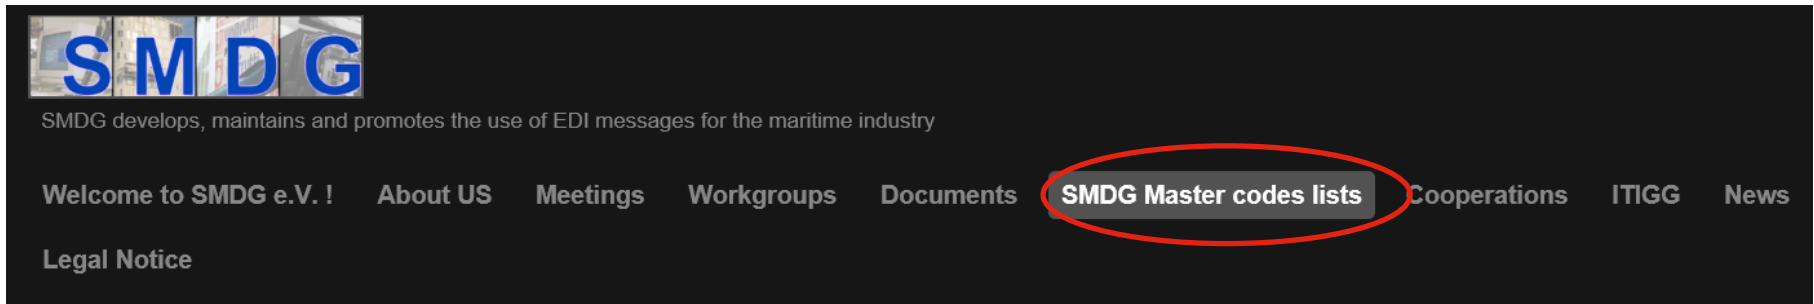 SMDG
SMDG develops, maintains and promotes the use of EDI messages for the maritime industry
Welcome to SMDG e.V. ! About US Meetings Workgroups Documents SMDG Master codes lists Cooperations ITIGG News
Legal Notice